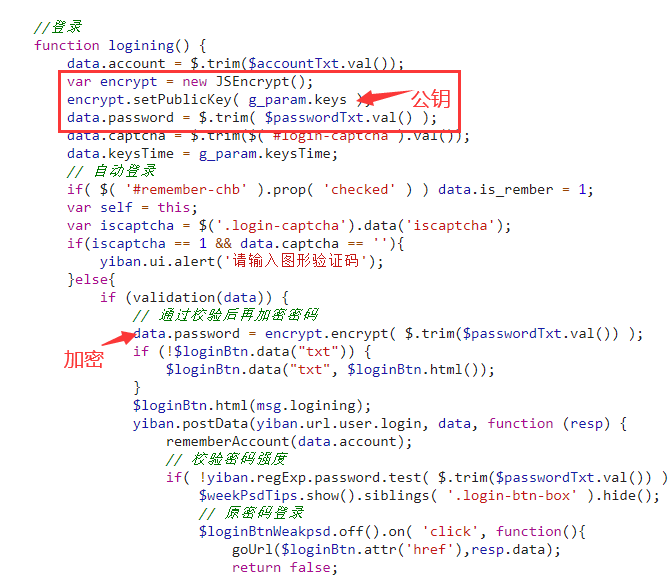 //登录
function logining() {
data.account = $.trim($accountTxt.val());
var encrypt = new JSEncrypt();
encrypt.setPublicKey( g_param.keys );
公钥
data.password = $.trim( $passwordTxt.val() );
data.captcha = $.trim($( '#login-captcha').val());
data.keysTime = g_param.keysTime;
// 自动登录
if( $( '#remember-chb' ).prop( 'checked' ) ) data.is_rember = 1;
var self = this;
var iscaptcha = $('.login-captcha').data('iscaptcha');
if(iscaptcha == 1 && data.captcha == ''){
yiban.ui.alert('请输入图形验证码');
}else{
if (validation(data)) {
// 通过校验后再加密密码
data.password = encrypt.encrypt( $.trim($passwordTxt.val()) );
加密
if (!$loginBtn.data("txt")) {
$loginBtn.data("txt", $loginBtn.html());
}
$loginBtn.html(msg.logining);
yiban.postData(yiban.url.user.login, data, function (resp) {
rememberAccount(data.account);
// 校验密码强度
if( !yiban.regExp.password.test( $.trim($passwordTxt.val()) )
$weekPsdTips.show().siblings( '.login-btn-box' ).hide();
// 原密码登录
$loginBtnWeakpsd.off().on( 'click', function(){
goUrl($loginBtn.attr('href'),resp.data);
return false;